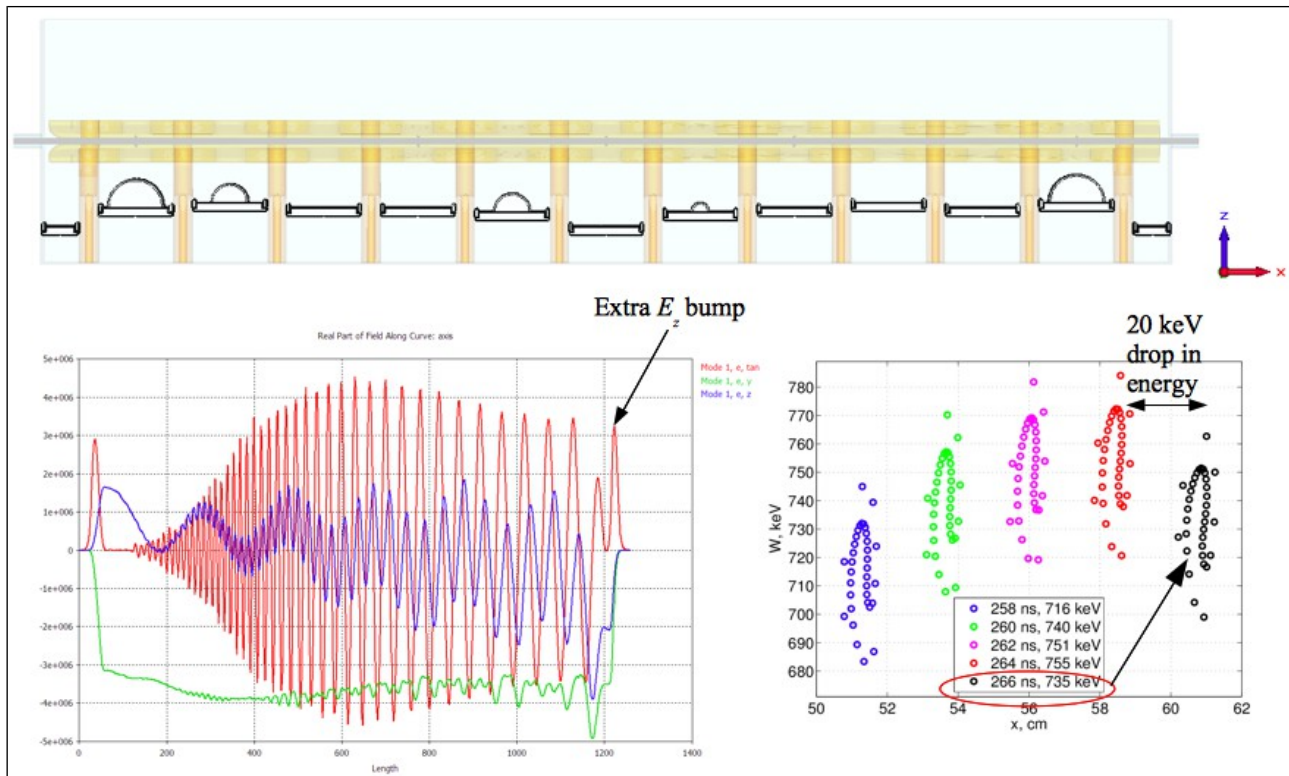 z
x
Extra E_z bump
20 keV
drop in
energy
Real Part of Field Along Curve: axis
5e+006
4e+006
3e+006
2e+006
1e+006
0
-1e+006
-2e+006
-3e+006
-4e+006
-5e+006
0 200 400 600 800 1000 1200 1400
Length
Mode 1, e, tan
Mode 1, e, y
Mode 1, e, z
W, keV
780
770
760
750
740
730
720
710
700
690
680
258 ns, 716 keV
260 ns, 740 keV
262 ns, 751 keV
264 ns, 755 keV
266 ns, 735 keV
50 52 54 56 58 60 62
x, cm